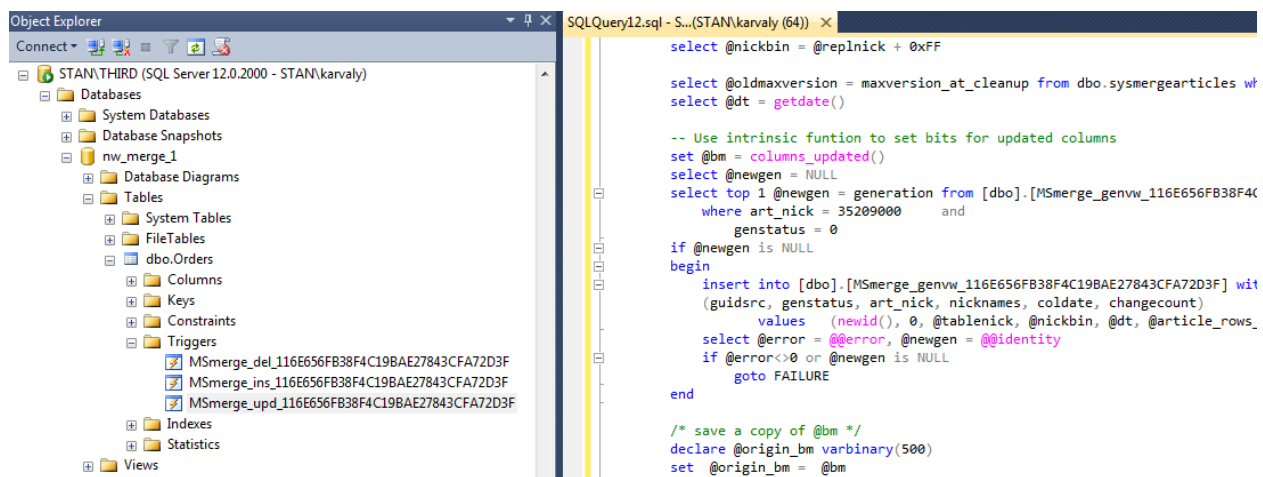 Object Explorer
Connect
STAN\THIRD (SQL Server 12.0.2000 - STAN\karvaly)
Databases
System Databases
Database Snapshots
nw_merge_1
Database Diagrams
Tables
System Tables
FileTables
dbo.Orders
Columns
Keys
Constraints
Triggers
MSmerge_del_116E656FB38F4C19BAE27843CFA72D3F
MSmerge_ins_116E656FB38F4C19BAE27843CFA72D3F
MSmerge_upd_116E656FB38F4C19BAE27843CFA72D3F
Indexes
Statistics
Views
SQLQuery12.sql - S...(STAN\karvaly (64))
select @nickbin = @replnick + 0xFF
select @oldmaxversion = maxversion_at_cleanup from dbo.sysmergearticles wh
select @dt = getdate()
-- Use intrinsic funtion to set bits for updated columns
set @bm = columns_updated()
select @newgen = NULL
select top 1 @newgen = generation from [dbo].[MSmerge_genvw_116E656FB38F4C
where art_nick = 35209000 and
genstatus = 0
if @newgen is NULL
begin
insert into [dbo].[MSmerge_genvw_116E656FB38F4C19BAE27843CFA72D3F] wit
(guidsrc, genstatus, art_nick, nicknames, coldate, changecount)
values (newid(), 0, @tablenick, @nickbin, @dt, @article_rows_
select @error = @@error, @newgen = @@identity
if @error<>0 or @newgen is NULL
goto FAILURE
end
/* save a copy of @bm */
declare @origin_bm varbinary(500)
set @origin_bm = @bm